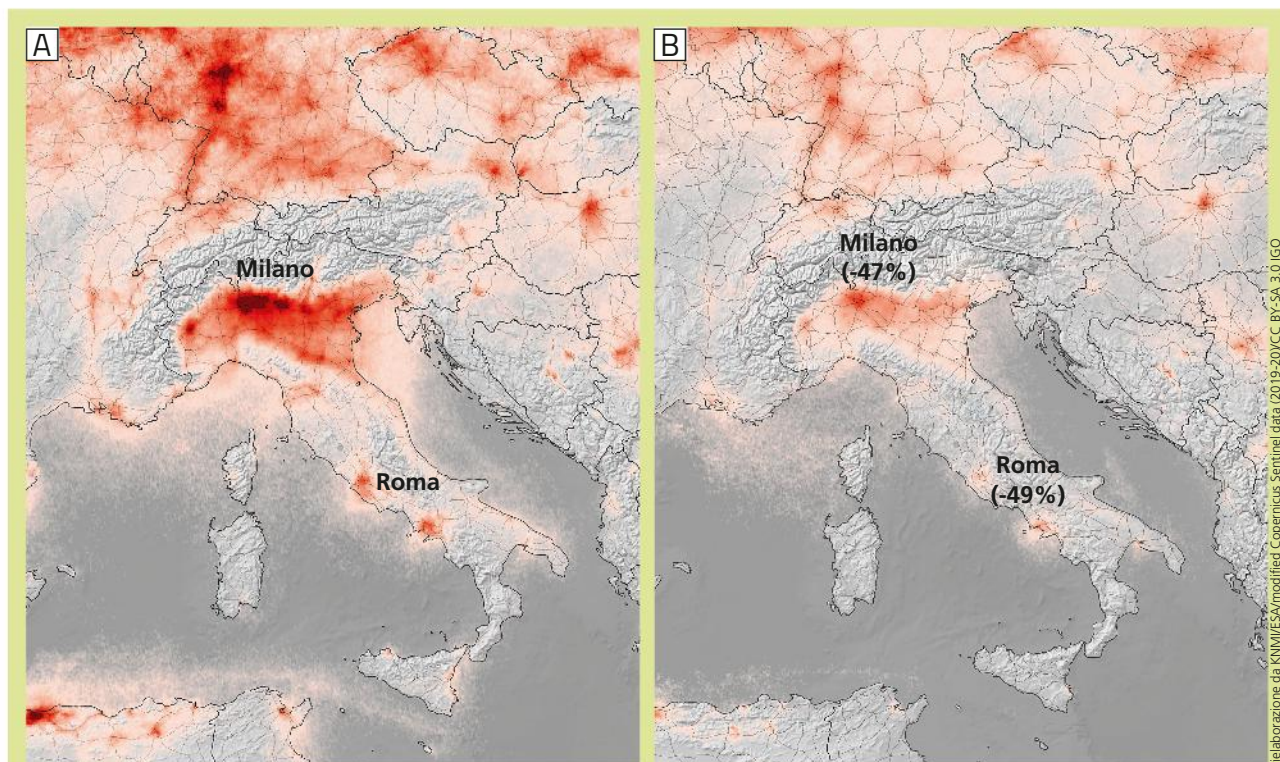 A
Milano
Roma
B
Milano
(-47%)
Roma
(-49%)
rielaborazione da KNMI/ESA/modified Copernicus Sentinel data (2019-20)/CC BY-SA 3.0 IGO